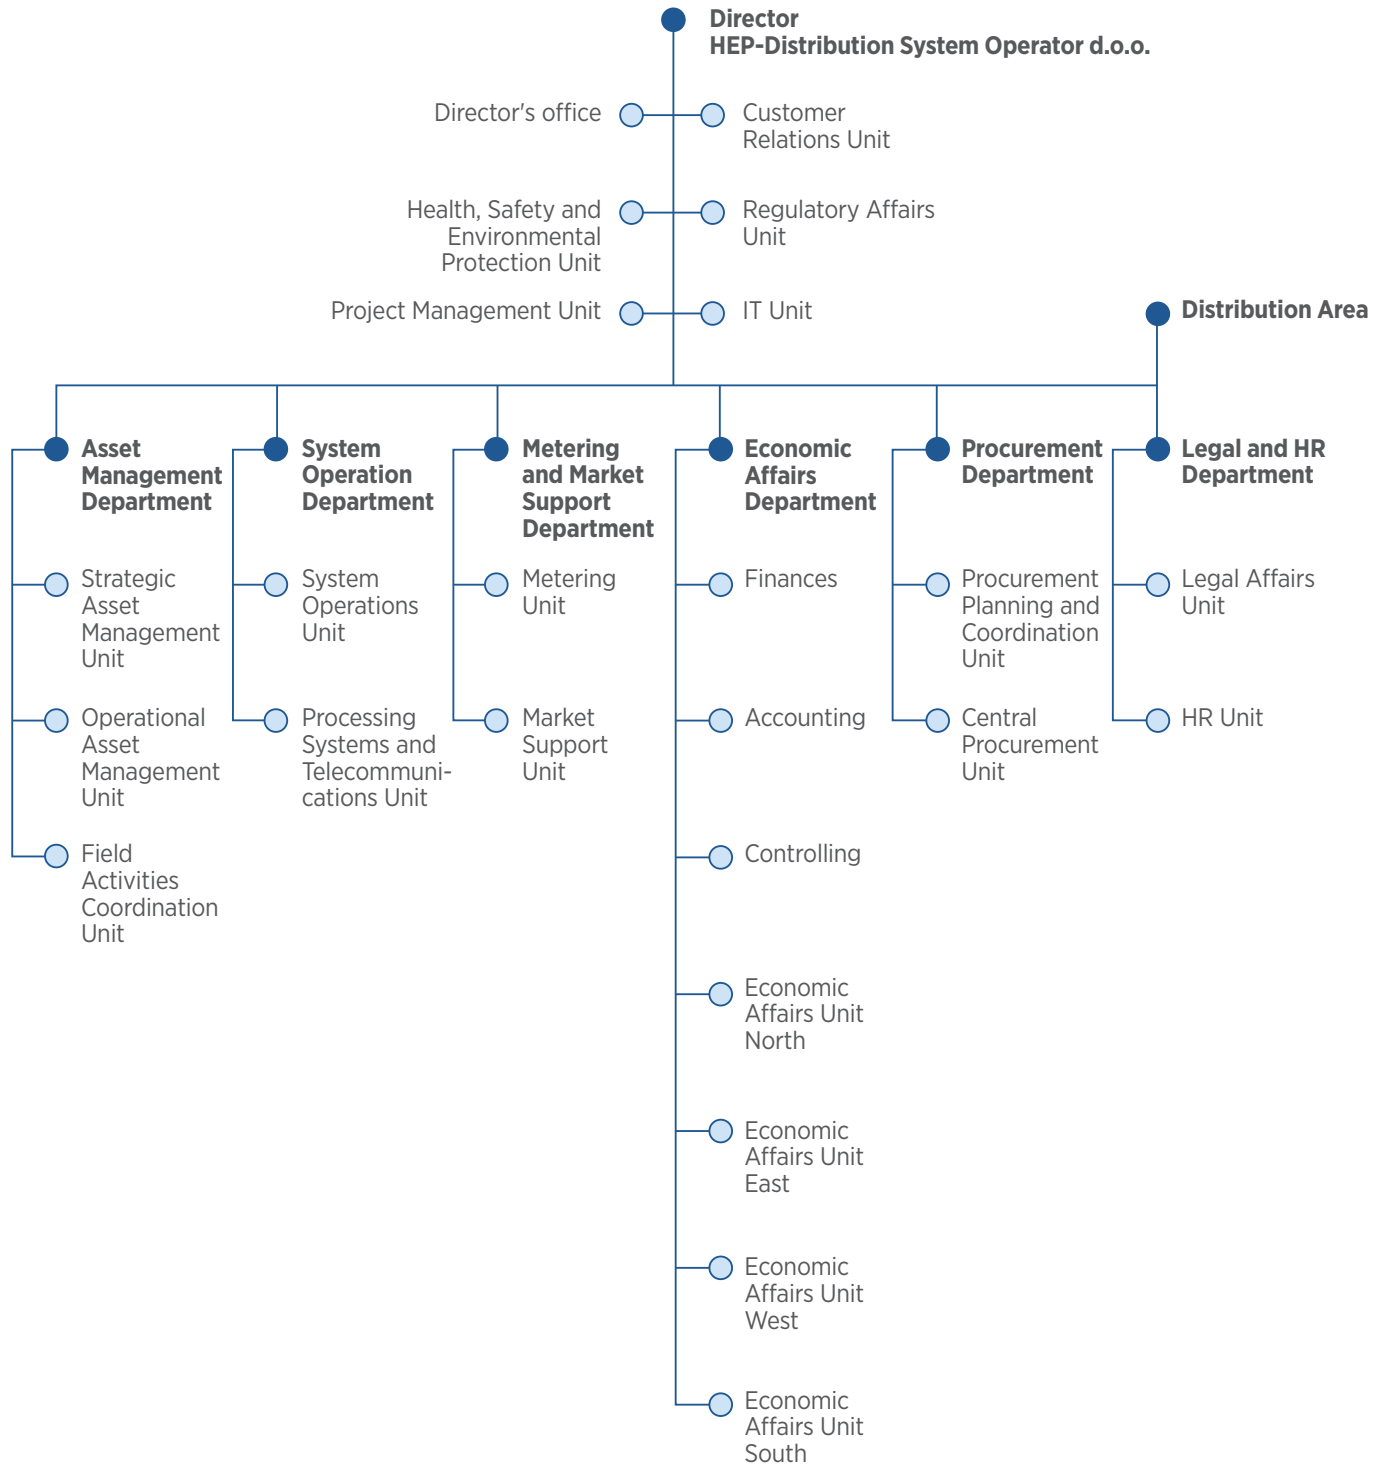 Director
HEP-Distribution System Operator d.o.o.
Director's office
Customer
Relations Unit
Health, Safety and
Environmental
Protection Unit
Regulatory Affairs
Unit
Project Management Unit
IT Unit
Distribution Area
Asset
Management
Department
System
Operation
Department
Metering
and Market
Support
Department
Economic
Affairs
Department
Procurement
Department
Legal and HR
Department
Strategic
Asset
Management
Unit
System
Operations
Unit
Metering
Unit
Finances
Procurement
Planning and
Coordination
Unit
Legal Affairs
Unit
Operational
Asset
Management
Unit
Processing
Systems and
Telecommuni-
cations Unit
Market
Support
Unit
Accounting
Central
Procurement
Unit
HR Unit
Field
Activities
Coordination
Unit
Controlling
Economic
Affairs Unit
North
Economic
Affairs Unit
East
Economic
Affairs Unit
West
Economic
Affairs Unit
South